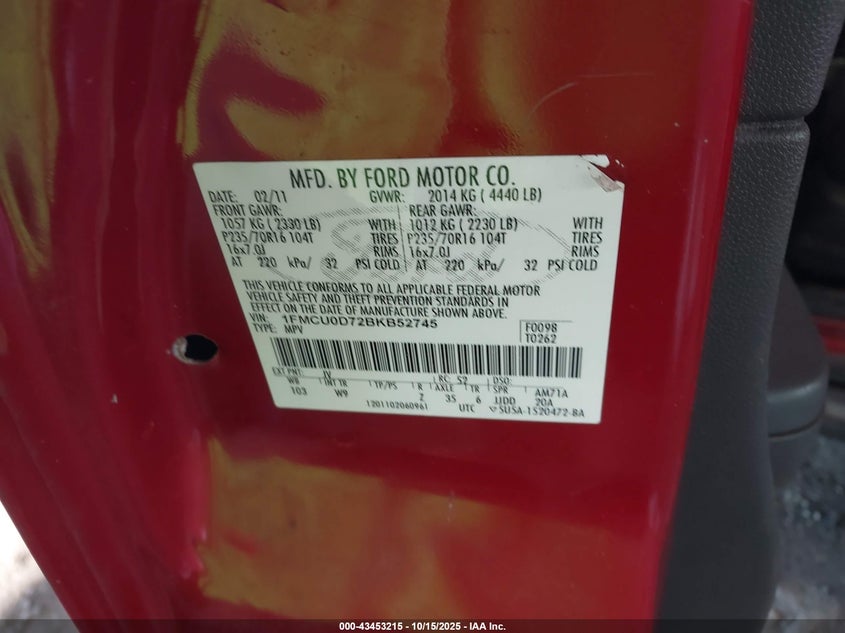 MFD. BY FORD MOTOR CO.
DATE: 02/11 GVWR: 2014 KG ( 4440 LB)
FRONT GAWR: REAR GAWR:
1057 KG ( 2330 LB) WITH 1012 KG ( 2230 LB) WITH
P235/70R16 104T TIRES P235/70R16 104T TIRES
16x7.0J RIMS 16x7.0J RIMS
AT 220 kPa/ 32 PSI COLD AT 220 kPa/ 32 PSI COLD
THIS VEHICLE CONFORMS TO ALL APPLICABLE FEDERAL MOTOR
VEHICLE SAFETY AND THEFT PREVENTION STANDARDS IN
EFFECT ON THE DATE OF MANUFACTURE SHOWN ABOVE.
VIN: 1FMCU0D72BKB52745 F0098
TYPE: MPV T0262
EXT PNT: JV RC: 52 DSO:
WB INT TR TP/PS R AXLE TR SPR AM71A
103 W9 Z 35 6 JJDD 20A
1201102060961 UTC ▽5USA-1520472-BA
000-43453215 - 10/15/2025 - IAA Inc.